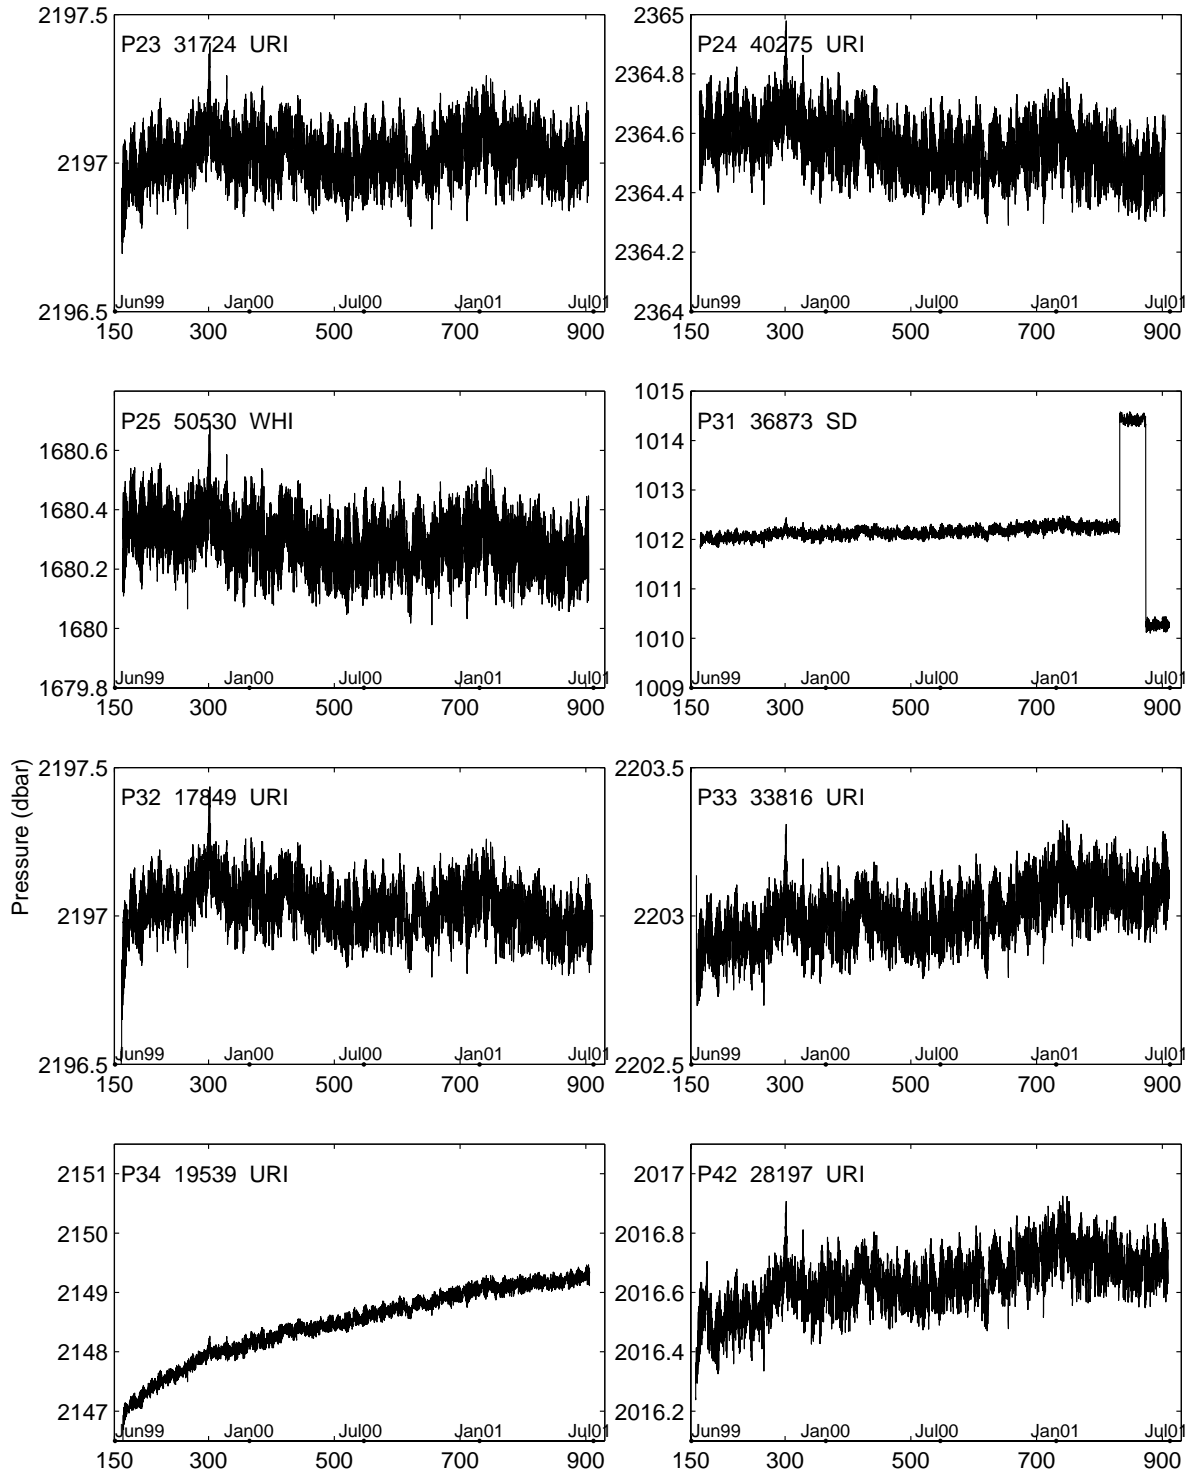 2197.5
P23 31724 URI
2197
2196.5
Jun99 Jan00 Jul00 Jan01 Jul01
150 300 500 700 900
2365
P24 40275 URI
2364.8
2364.6
2364.4
2364.2
2364
Jun99 Jan00 Jul00 Jan01 Jul01
150 300 500 700 900
P25 50530 WHI
1680.6
1680.4
1680.2
1680
1679.8
Jun99 Jan00 Jul00 Jan01 Jul01
150 300 500 700 900
1015
P31 36873 SD
1014
1013
1012
1011
1010
1009
Jun99 Jan00 Jul00 Jan01 Jul01
150 300 500 700 900
Pressure (dbar)
2197.5
P32 17849 URI
2197
2196.5
Jun99 Jan00 Jul00 Jan01 Jul01
150 300 500 700 900
2203.5
P33 33816 URI
2203
2202.5
Jun99 Jan00 Jul00 Jan01 Jul01
150 300 500 700 900
P34 19539 URI
2151
2150
2149
2148
2147
Jun99 Jan00 Jul00 Jan01 Jul01
150 300 500 700 900
P42 28197 URI
2017
2016.8
2016.6
2016.4
2016.2
Jun99 Jan00 Jul00 Jan01 Jul01
150 300 500 700 900